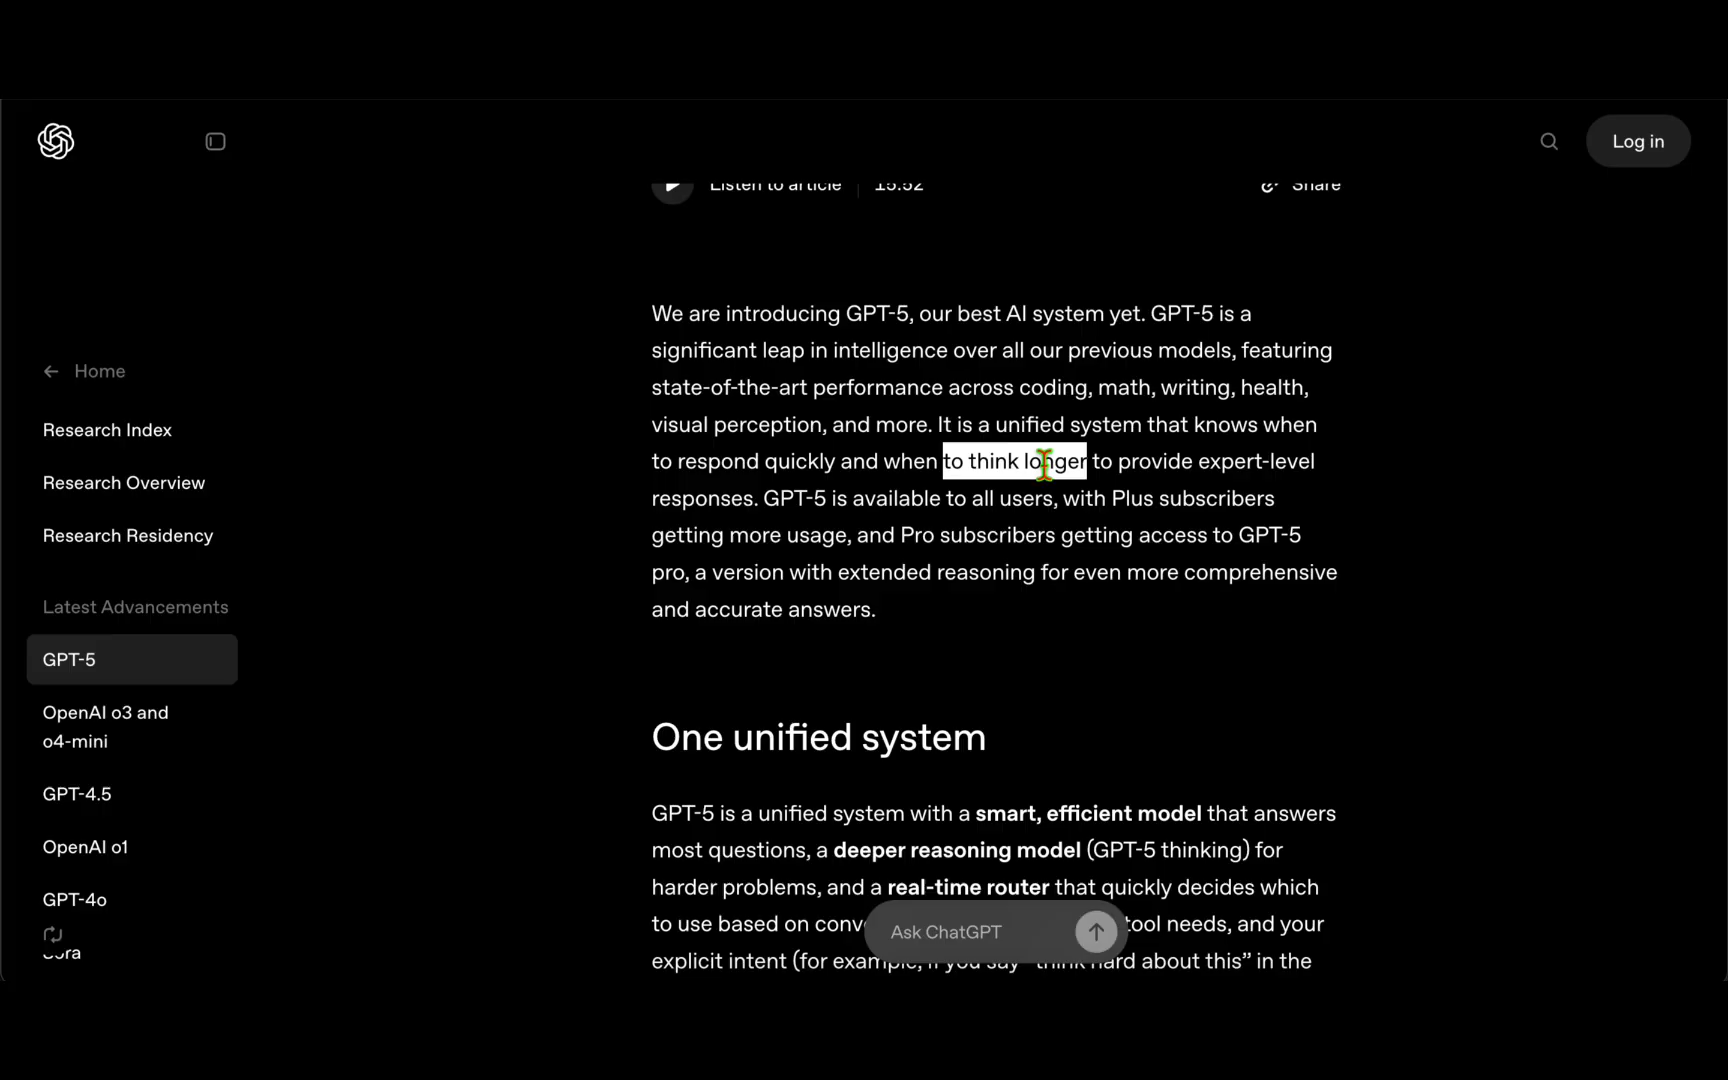 Log in
Listen to article 15:52
Share
We are introducing GPT-5, our best AI system yet. GPT-5 is a
significant leap in intelligence over all our previous models, featuring
state-of-the-art performance across coding, math, writing, health,
visual perception, and more. It is a unified system that knows when
to respond quickly and when to think longer to provide expert-level
responses. GPT-5 is available to all users, with Plus subscribers
getting more usage, and Pro subscribers getting access to GPT-5
pro, a version with extended reasoning for even more comprehensive
and accurate answers.
One unified system
GPT-5 is a unified system with a smart, efficient model that answers
most questions, a deeper reasoning model (GPT-5 thinking) for
harder problems, and a real-time router that quickly decides which
to use based on conv tool needs, and your
explicit intent (for example, if you say "think hard about this” in the
Ask ChatGPT
Home
Research Index
Research Overview
Research Residency
Latest Advancements
GPT-5
OpenAI o3 and
o4-mini
GPT-4.5
OpenAI o1
GPT-4o